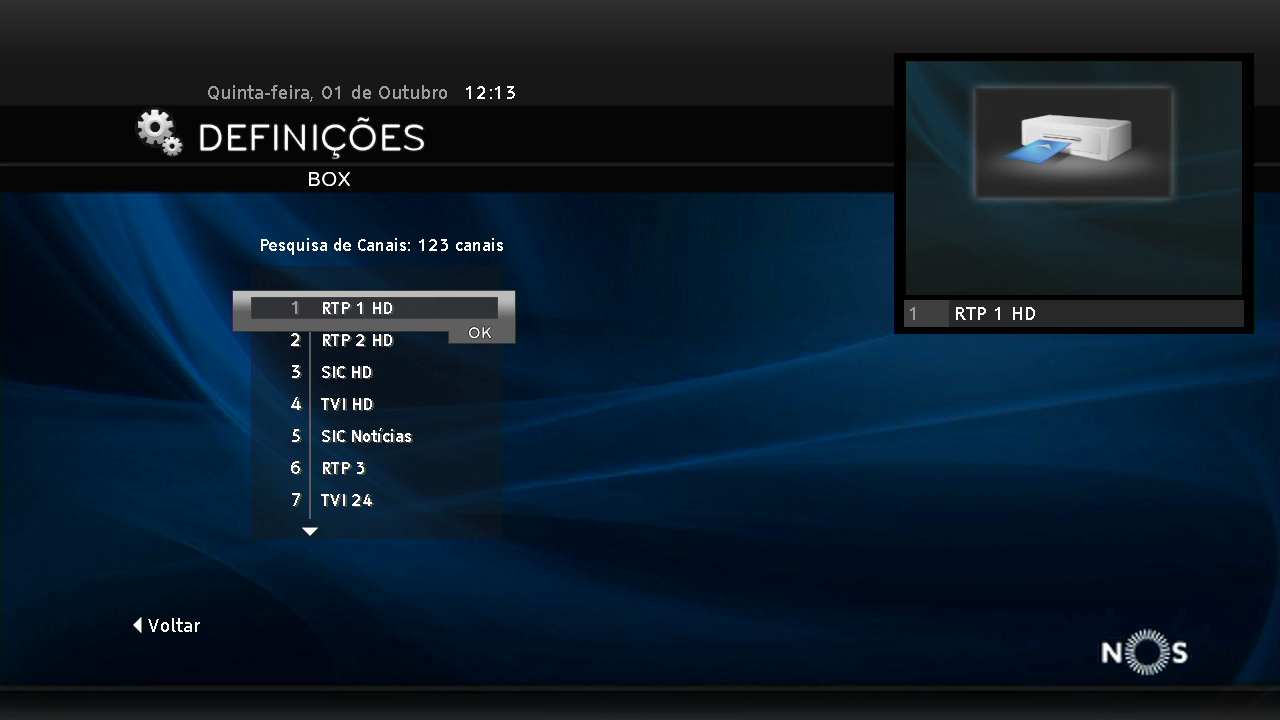 Quinta-feira, 01 de Outubro 12:13
DEFINIÇÕES
BOX
Pesquisa de Canais: 123 canais
1 RTP 1 HD
OK
2 RTP 2 HD
3 SIC HD
4 TVI HD
5 SIC Notícias
6 RTP 3
7 TVI 24
1 RTP 1 HD
Voltar
NOS